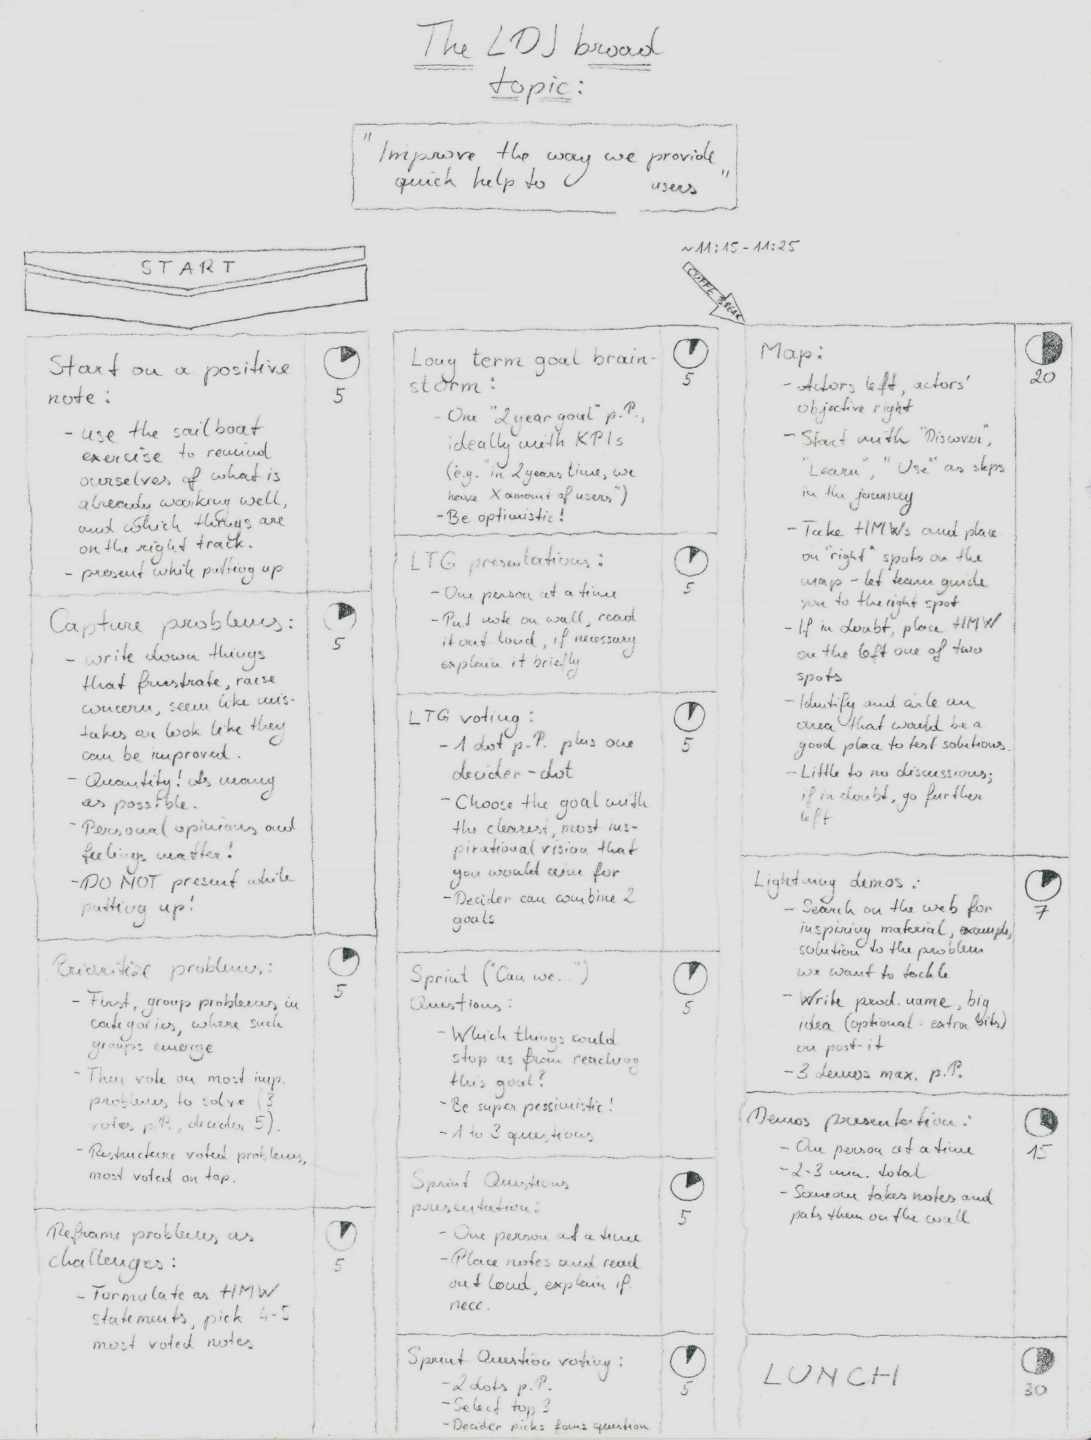 The LDJ broad
topic:
"Improve the way we provide
quick help to users"
START
Start on a positive
note:
5
- use the sailboat
exercise to remind
ourselves of what is
already working well,
and which things are
on the right track.
- present while putting up
Capture problems:
5
- write down things
that frustrate, raise
concern, seem like mis-
takes or look like they
can be improved.
- Quantity! As many
as possible.
- Personal opinions and
feelings matter!
- DO NOT present while
putting up!
Prioritise problems:
5
- First, group problems in
categories, where such
groups emerge
- Then vote on most imp.
problems to solve (3
votes p.P., decider 5).
- Restructure voted problems,
most voted on top.
Reframe problems as
challenges:
5
- Formulate as HMW
statements, pick 4-5
most voted notes
Long term goal brain-
storm:
5
- One "2 year goal" p.P.,
ideally with KPIs
(e.g. "in 2 years time, we
have X amount of users")
- Be optimistic!
LTG presentations:
5
- One person at a time
- Put note on wall, read
it out loud, if necessary
explain it briefly
LTG voting:
5
- 1 dot p.P. plus one
decider-dot
- Choose the goal with
the clearest, most ins-
pirational vision that
you would aim for
- Decider can combine 2
goals
Sprint ("Can we...")
Questions:
5
- Which things could
stop us from reaching
this goal?
- Be super pessimistic!
- 1 to 3 questions
Sprint Questions
presentation:
5
- One person at a time
- Place notes and read
out loud, explain if
nece.
Sprint Question voting:
5
- 2 dots p.P.
- Select top 3
- Decider picks question
~11:15-11:25
COFFEE BREAK
Map:
20
- Actors left, actors'
objective right
- Start with "Discover",
"Learn", "Use" as steps
in the journey
- Take HMWs and place
on "right" spots on the
map - let team guide
you to the right spot
- If in doubt, place HMW
on the left one of two
spots
- Identify and circle an
area that would be a
good place to test solutions.
- Little to no discussions;
if in doubt, go further
left
Lightning demos:
7
- Search on the web for
inspiring material, example,
solution to the problem
we want to tackle
- Write prod. name, big
idea (optional: extra bits)
on post-it
- 3 demos max. p.P.
Demos presentation:
15
- One person at a time
- 2-3 min. total
- Someone takes notes and
puts them on the wall
LUNCH
30